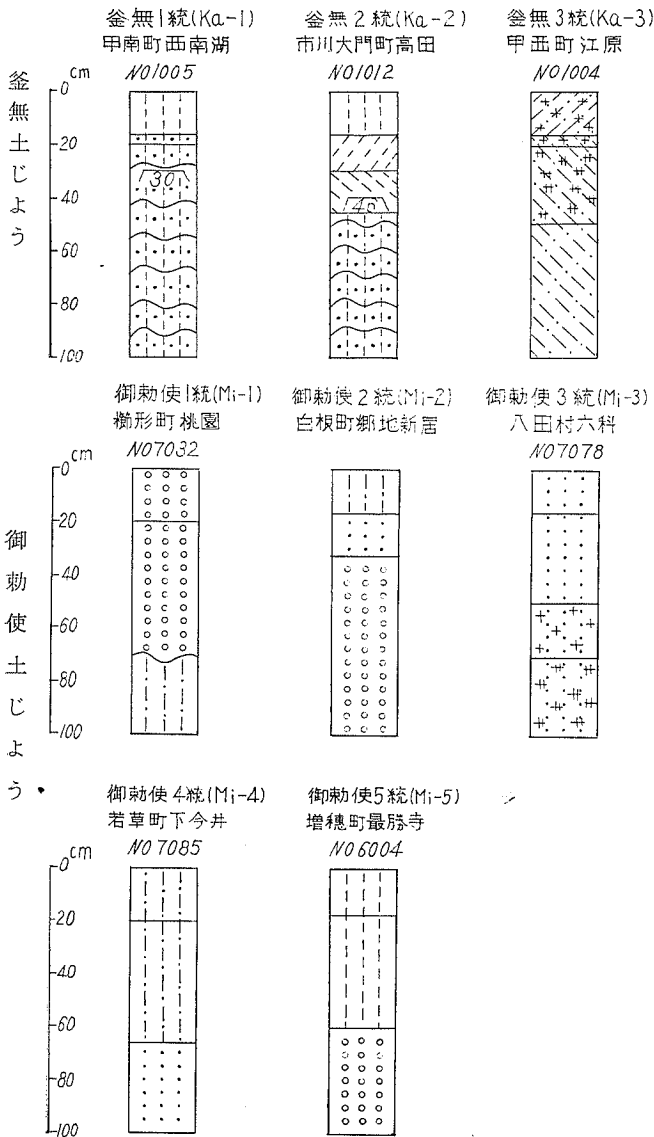 釜無1統(Ka-1)
甲南町西南湖
NO1005
釜無2統(Ka-2)
市川大門町高田
NO1012
釜無3統(Ka-3)
甲西町江原
NO1004
釜無土じよう
cm
0
20
40
60
80
100
30
46
御勅使1統(Mi-1)
櫛形町桃園
NO7032
御勅使2統(Mi-2)
白根町郷地新居
御勅使3統(Mi-3)
八田村六科
NO7078
御勅使土じよう
cm
0
20
40
60
80
100
御勅使4統(Mi-4)
若草町下今井
NO7085
御勅使5統(Mi-5)
増穂町最勝寺
NO6004
cm
0
20
40
60
80
100